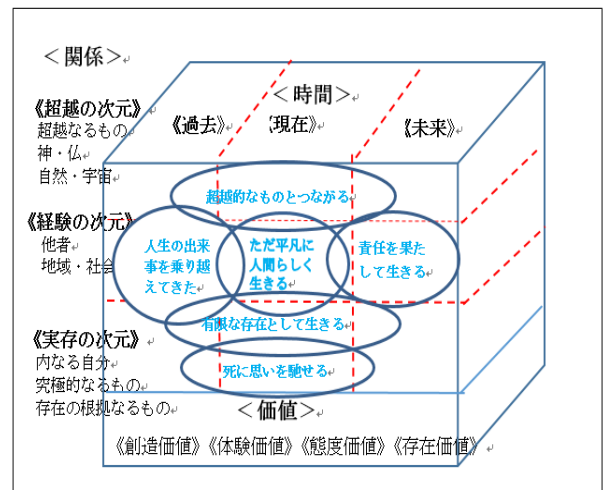 ＜関係＞
＜時間＞
《過去》
《現在》
《未来》
《超越の次元》
超越なるもの
神・仏
自然・宇宙
超越的なものとつながる
《経験の次元》
他者
地域・社会
人生の出来
事を乗り越
えてきた
ただ平凡に
人間らしく
生きる
責任を果た
して生きる
有限な存在として生きる
《実存の次元》
内なる自分
究極的なるもの
存在の根拠なるもの
死に思いを馳せる
＜価値＞
《創造価値》《体験価値》《態度価値》《存在価値》